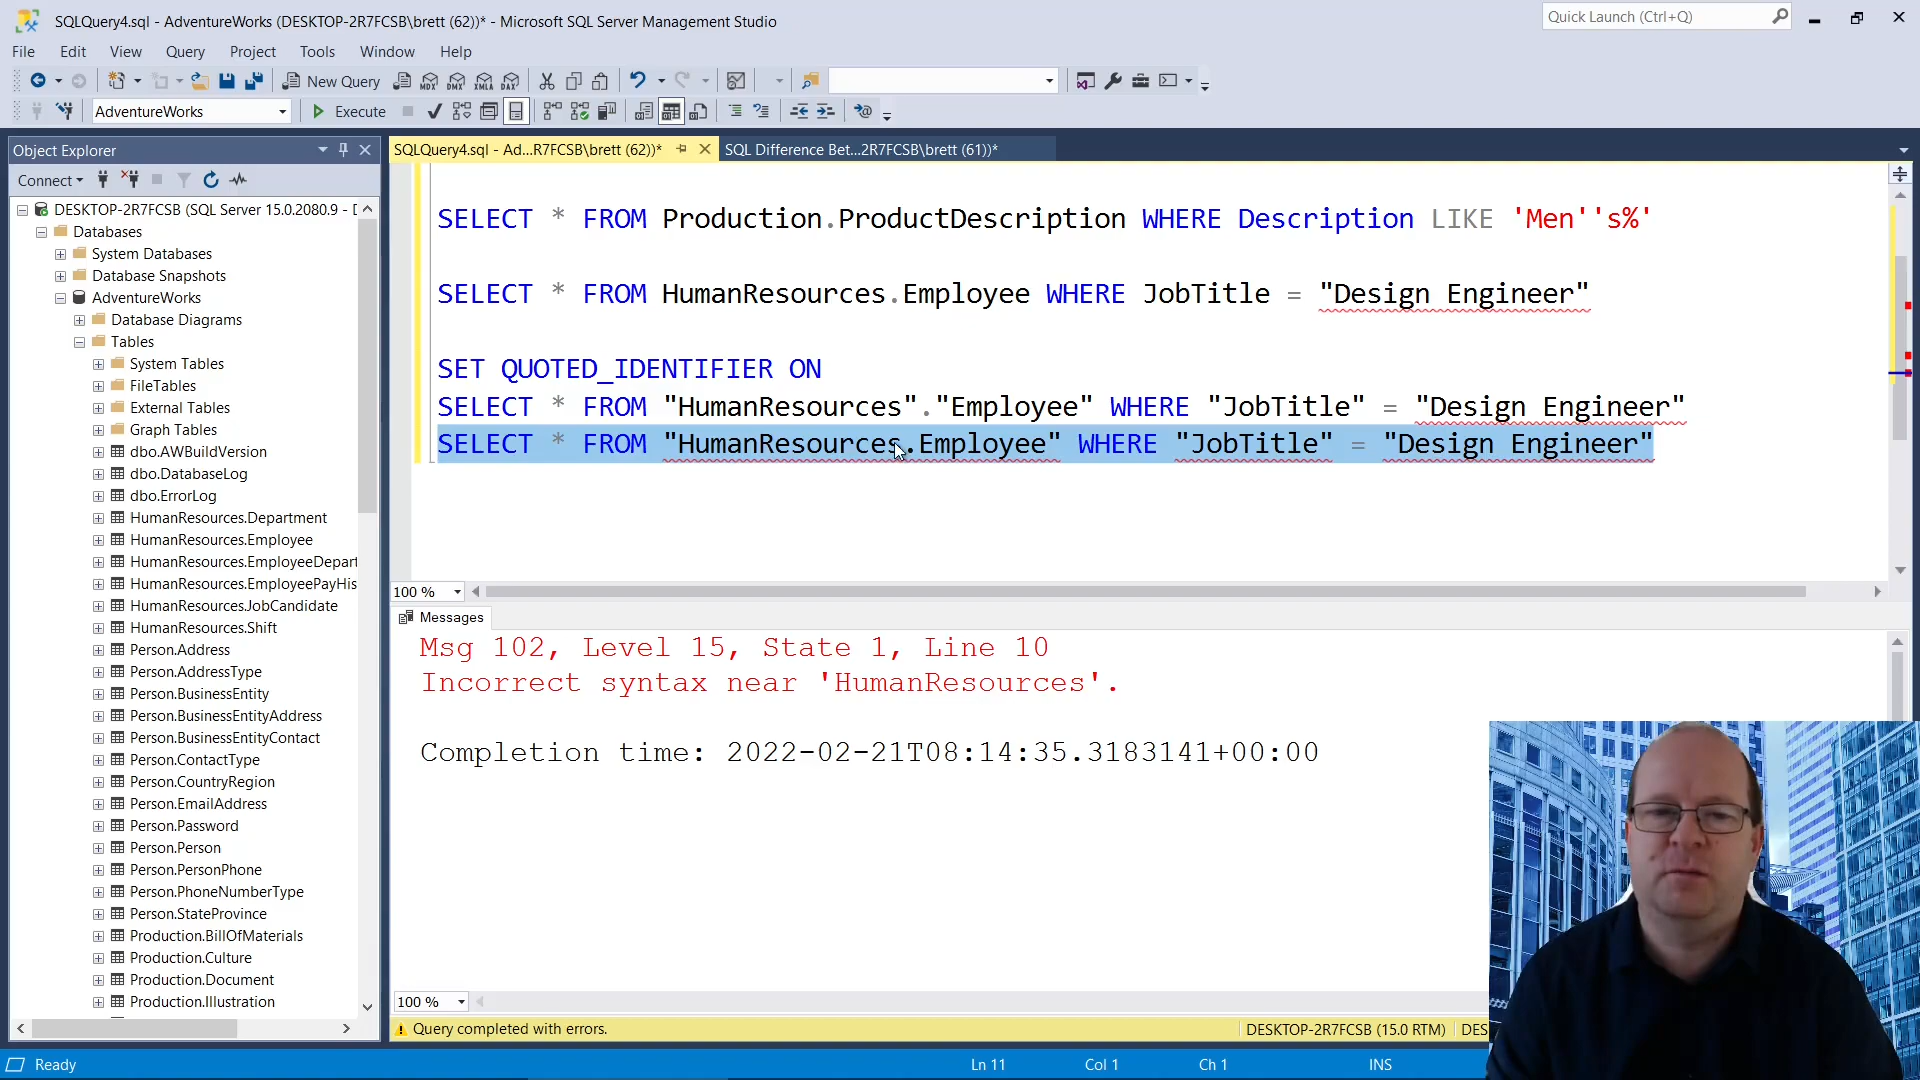 SQLQuery4.sql - AdventureWorks (DESKTOP-2R7FCSB\brett (62))* - Microsoft SQL Server Management Studio
Quick Launch (Ctrl+Q)
File Edit View Query Project Tools Window Help
New Query MDX DMX XMLA DAX
AdventureWorks Execute
Object Explorer
SQLQuery4.sql - Ad...R7FCSB\brett (62))*
SQL Difference Bet...2R7FCSB\brett (61))*
Connect
DESKTOP-2R7FCSB (SQL Server 15.0.2080.9 - D
Databases
System Databases
Database Snapshots
AdventureWorks
Database Diagrams
Tables
System Tables
FileTables
External Tables
Graph Tables
dbo.AWBuildVersion
dbo.DatabaseLog
dbo.ErrorLog
HumanResources.Department
HumanResources.Employee
HumanResources.EmployeeDepart
HumanResources.EmployeePayHis
HumanResources.JobCandidate
HumanResources.Shift
Person.Address
Person.AddressType
Person.BusinessEntity
Person.BusinessEntityAddress
Person.BusinessEntityContact
Person.ContactType
Person.CountryRegion
Person.EmailAddress
Person.Password
Person.Person
Person.PersonPhone
Person.PhoneNumberType
Person.StateProvince
Production.BillOfMaterials
Production.Culture
Production.Document
Production.Illustration
SELECT * FROM Production.ProductDescription WHERE Description LIKE 'Men''s%'
SELECT * FROM HumanResources.Employee WHERE JobTitle = "Design Engineer"
SET QUOTED_IDENTIFIER ON
SELECT * FROM "HumanResources"."Employee" WHERE "JobTitle" = "Design Engineer"
SELECT * FROM "HumanResources.Employee" WHERE "JobTitle" = "Design Engineer"
100 %
Messages
Msg 102, Level 15, State 1, Line 10
Incorrect syntax near 'HumanResources'.
Completion time: 2022-02-21T08:14:35.3183141+00:00
100 %
Query completed with errors.
DESKTOP-2R7FCSB (15.0 RTM) DES
Ready
Ln 11 Col 1 Ch 1 INS